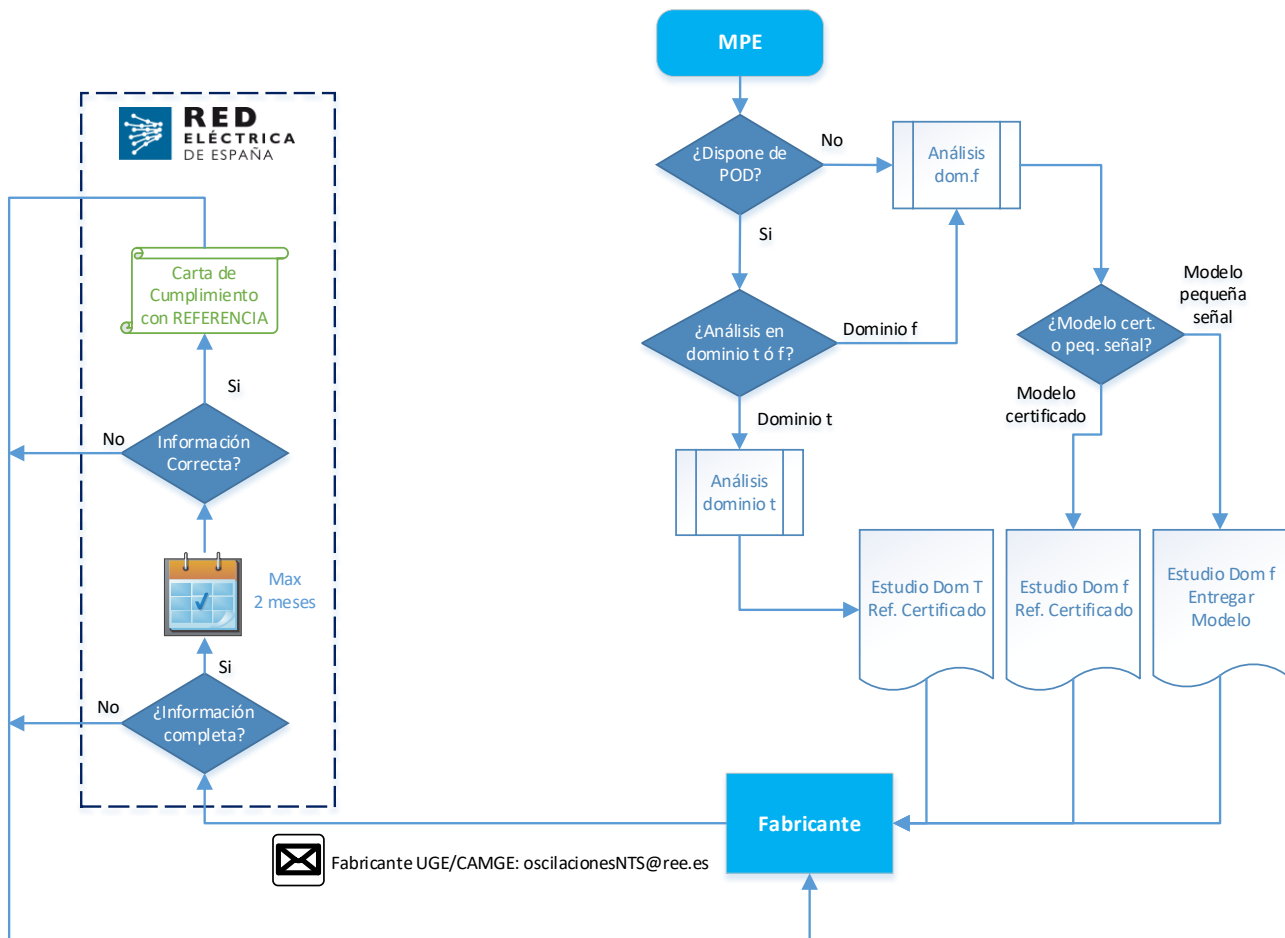 MPE
RED
ELÉCTRICA
DE ESPAÑA
¿Dispone de
POD?
No
Análisis
dom.f
Si
Carta de
Cumplimiento
con REFERENCIA
Modelo
pequeña
señal
¿Análisis en
dominio t ó f?
Dominio f
¿Modelo cert.
o peq. señal?
Si
Modelo
certificado
Dominio t
No
Información
Correcta?
Análisis
dominio t
Max
2 meses
Estudio Dom T
Ref. Certificado
Estudio Dom f
Ref. Certificado
Estudio Dom f
Entregar
Modelo
Si
No
¿Información
completa?
Fabricante
Fabricante UGE/CAMGE: oscilacionesNTS@ree.es